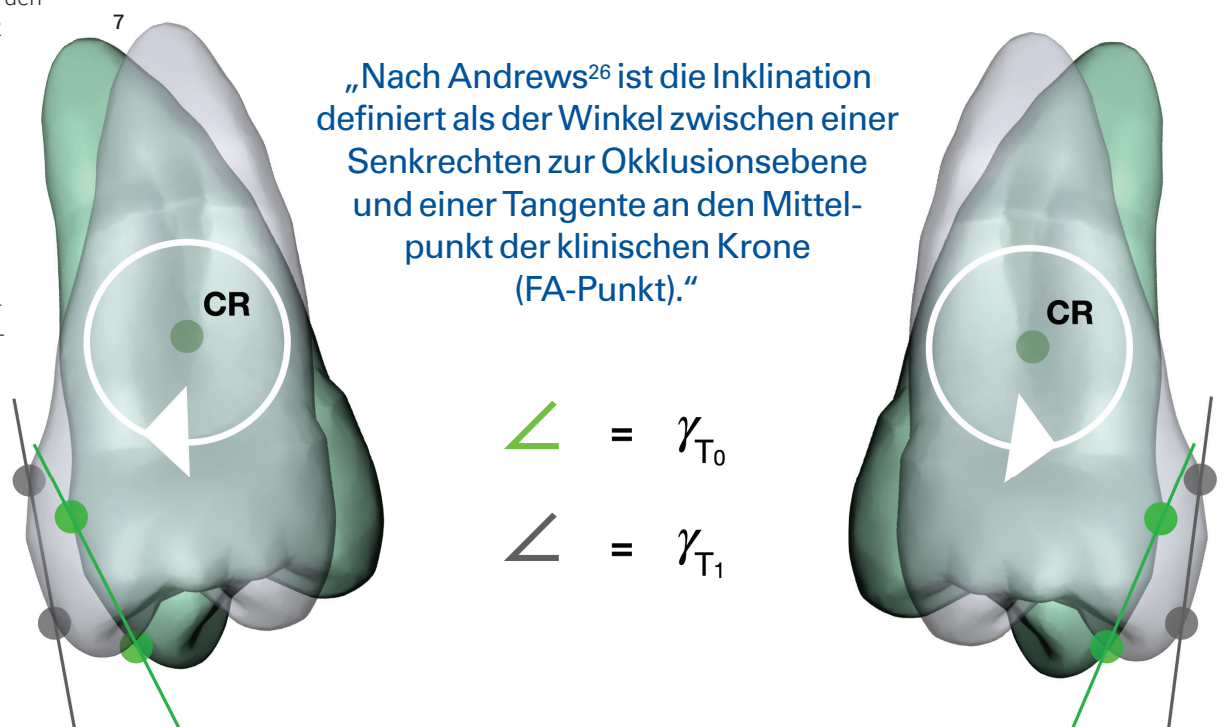 den
7
„Nach Andrews²⁶ ist die Inklination
definiert als der Winkel zwischen einer
Senkrechten zur Okklusionsebene
und einer Tangente an den Mittel-
punkt der klinischen Krone
(FA-Punkt).“
CR
CR
∠ = γT₀
∠ = γT₁